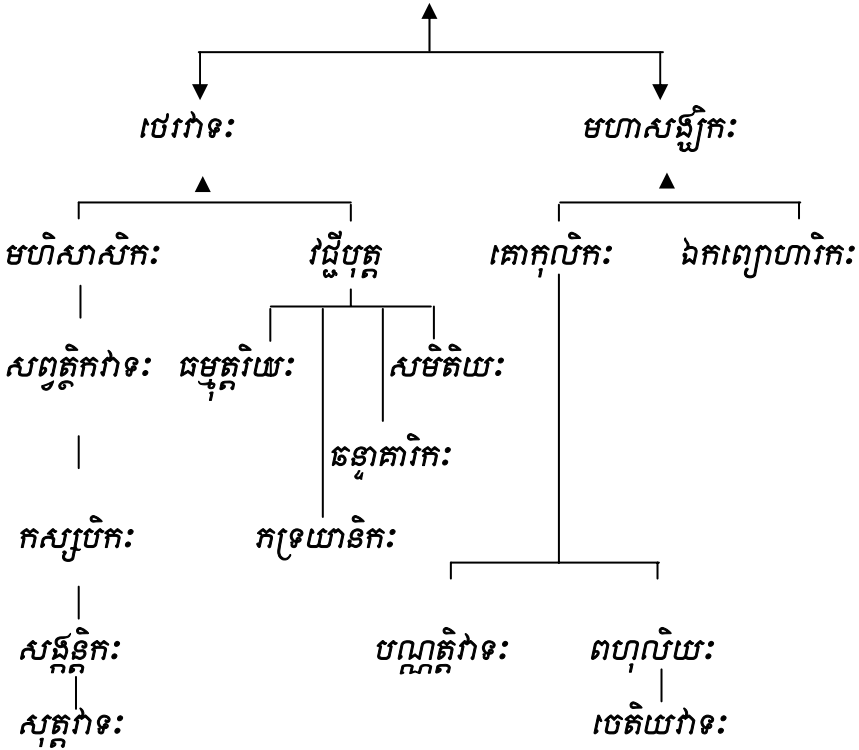 ថេរវាទៈ មហាសង្ឃិកៈ
មហិសាសិកៈ វជ្ជីបុត្ត គោកុលិកៈ ឯកព្យោហារិកៈ
សព្វត្ថិកវាទៈ ធម្មុត្តរិយៈ សមិតិយៈ
ឆន្ទាគារិកៈ
កស្សបិកៈ ភទ្រយានិកៈ
សង្កន្តិកៈ បណ្ណត្តិវាទៈ ពហុលិយៈ
សុត្តវាទៈ ចេតិយវាទៈ